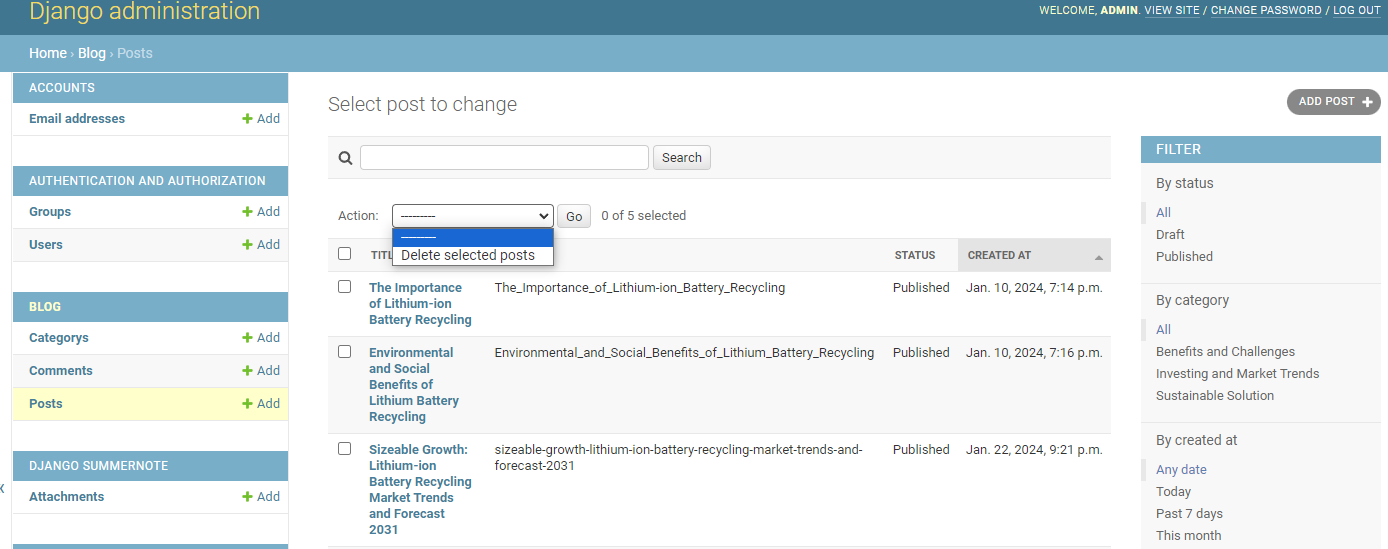 Django administration
WELCOME, ADMIN. VIEW SITE / CHANGE PASSWORD / LOG OUT
Home › Blog › Posts
ACCOUNTS
Email addresses + Add
AUTHENTICATION AND AUTHORIZATION
Groups + Add
Users + Add
BLOG
Categorys + Add
Comments + Add
Posts + Add
DJANGO SUMMERNOTE
Attachments + Add
Select post to change
ADD POST +
Search
Action: --------- Go 0 of 5 selected
---------
Delete selected posts
STATUS CREATED AT
The Importance
of Lithium-ion
Battery Recycling
The_Importance_of_Lithium-ion_Battery_Recycling
Published
Jan. 10, 2024, 7:14 p.m.
Environmental
and Social
Benefits of
Lithium Battery
Recycling
Environmental_and_Social_Benefits_of_Lithium_Battery_Recycling
Published
Jan. 10, 2024, 7:16 p.m.
Sizeable Growth:
Lithium-ion
Battery Recycling
Market Trends
and Forecast
2031
sizeable-growth-lithium-ion-battery-recycling-market-trends-and-
forecast-2031
Published
Jan. 22, 2024, 9:21 p.m.
FILTER
By status
All
Draft
Published
By category
All
Benefits and Challenges
Investing and Market Trends
Sustainable Solution
By created at
Any date
Today
Past 7 days
This month